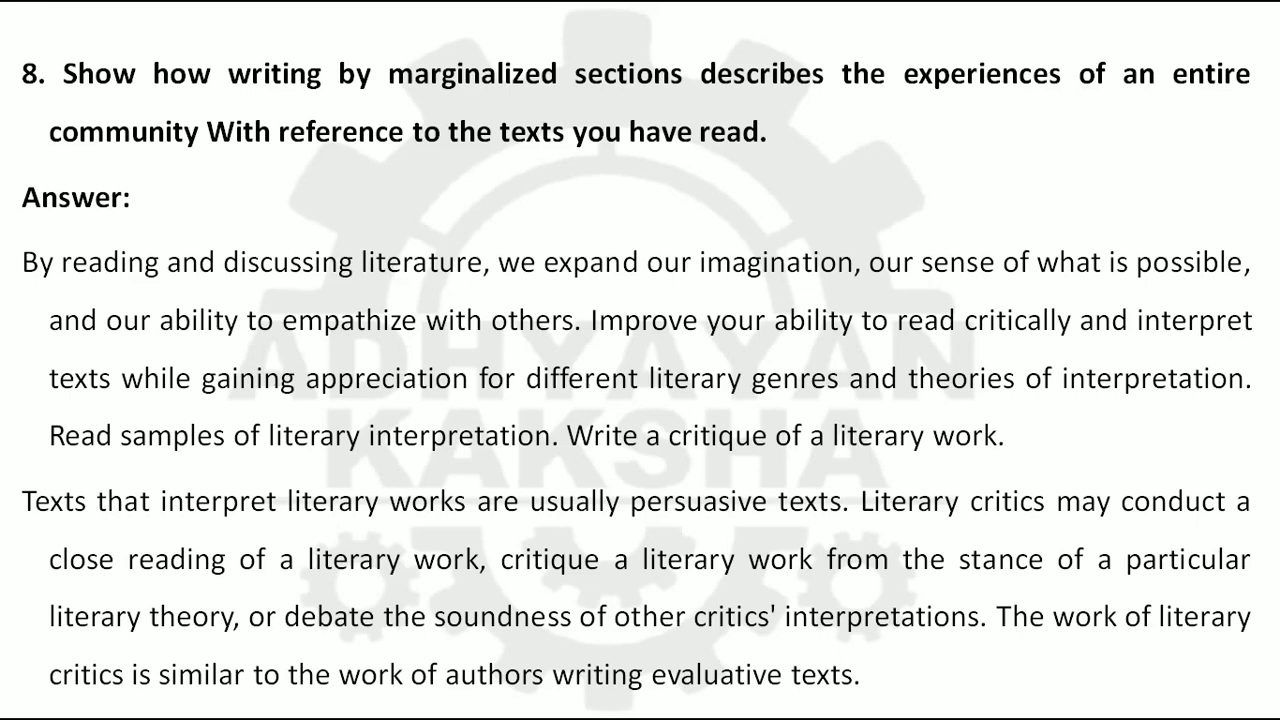 8. Show how writing by marginalized sections describes the experiences of an entire
community With reference to the texts you have read.
Answer:
By reading and discussing literature, we expand our imagination, our sense of what is possible,
and our ability to empathize with others. Improve your ability to read critically and interpret
texts while gaining appreciation for different literary genres and theories of interpretation.
Read samples of literary interpretation. Write a critique of a literary work.
Texts that interpret literary works are usually persuasive texts. Literary critics may conduct a
close reading of a literary work, critique a literary work from the stance of a particular
literary theory, or debate the soundness of other critics' interpretations. The work of literary
critics is similar to the work of authors writing evaluative texts.
ADHYAYAN
KAKSHA